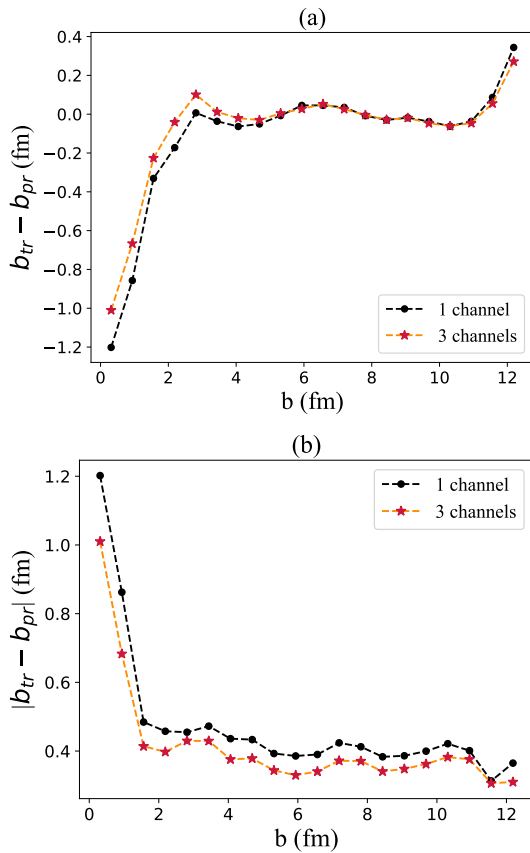 (a)
b_tr − b_pr (fm)
0.4
0.2
0.0
−0.2
−0.4
−0.6
−0.8
−1.0
−1.2
1 channel
3 channels
0 2 4 6 8 10 12
b (fm)
(b)
|b_tr − b_pr| (fm)
1.2
1.0
0.8
0.6
0.4
1 channel
3 channels
0 2 4 6 8 10 12
b (fm)